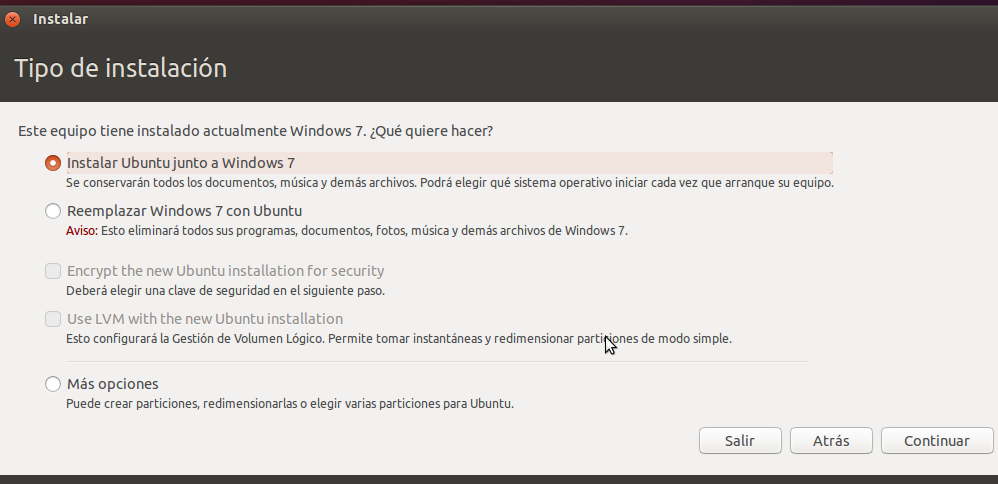 Instalar
Tipo de instalación
Este equipo tiene instalado actualmente Windows 7. ¿Qué quiere hacer?
Instalar Ubuntu junto a Windows 7
Se conservarán todos los documentos, música y demás archivos. Podrá elegir qué sistema operativo iniciar cada vez que arranque su equipo.
Reemplazar Windows 7 con Ubuntu
Aviso: Esto eliminará todos sus programas, documentos, fotos, música y demás archivos de Windows 7.
Encrypt the new Ubuntu installation for security
Deberá elegir una clave de seguridad en el siguiente paso.
Use LVM with the new Ubuntu installation
Esto configurará la Gestión de Volumen Lógico. Permite tomar instantáneas y redimensionar particiones de modo simple.
Más opciones
Puede crear particiones, redimensionarlas o elegir varias particiones para Ubuntu.
Salir Atrás Continuar